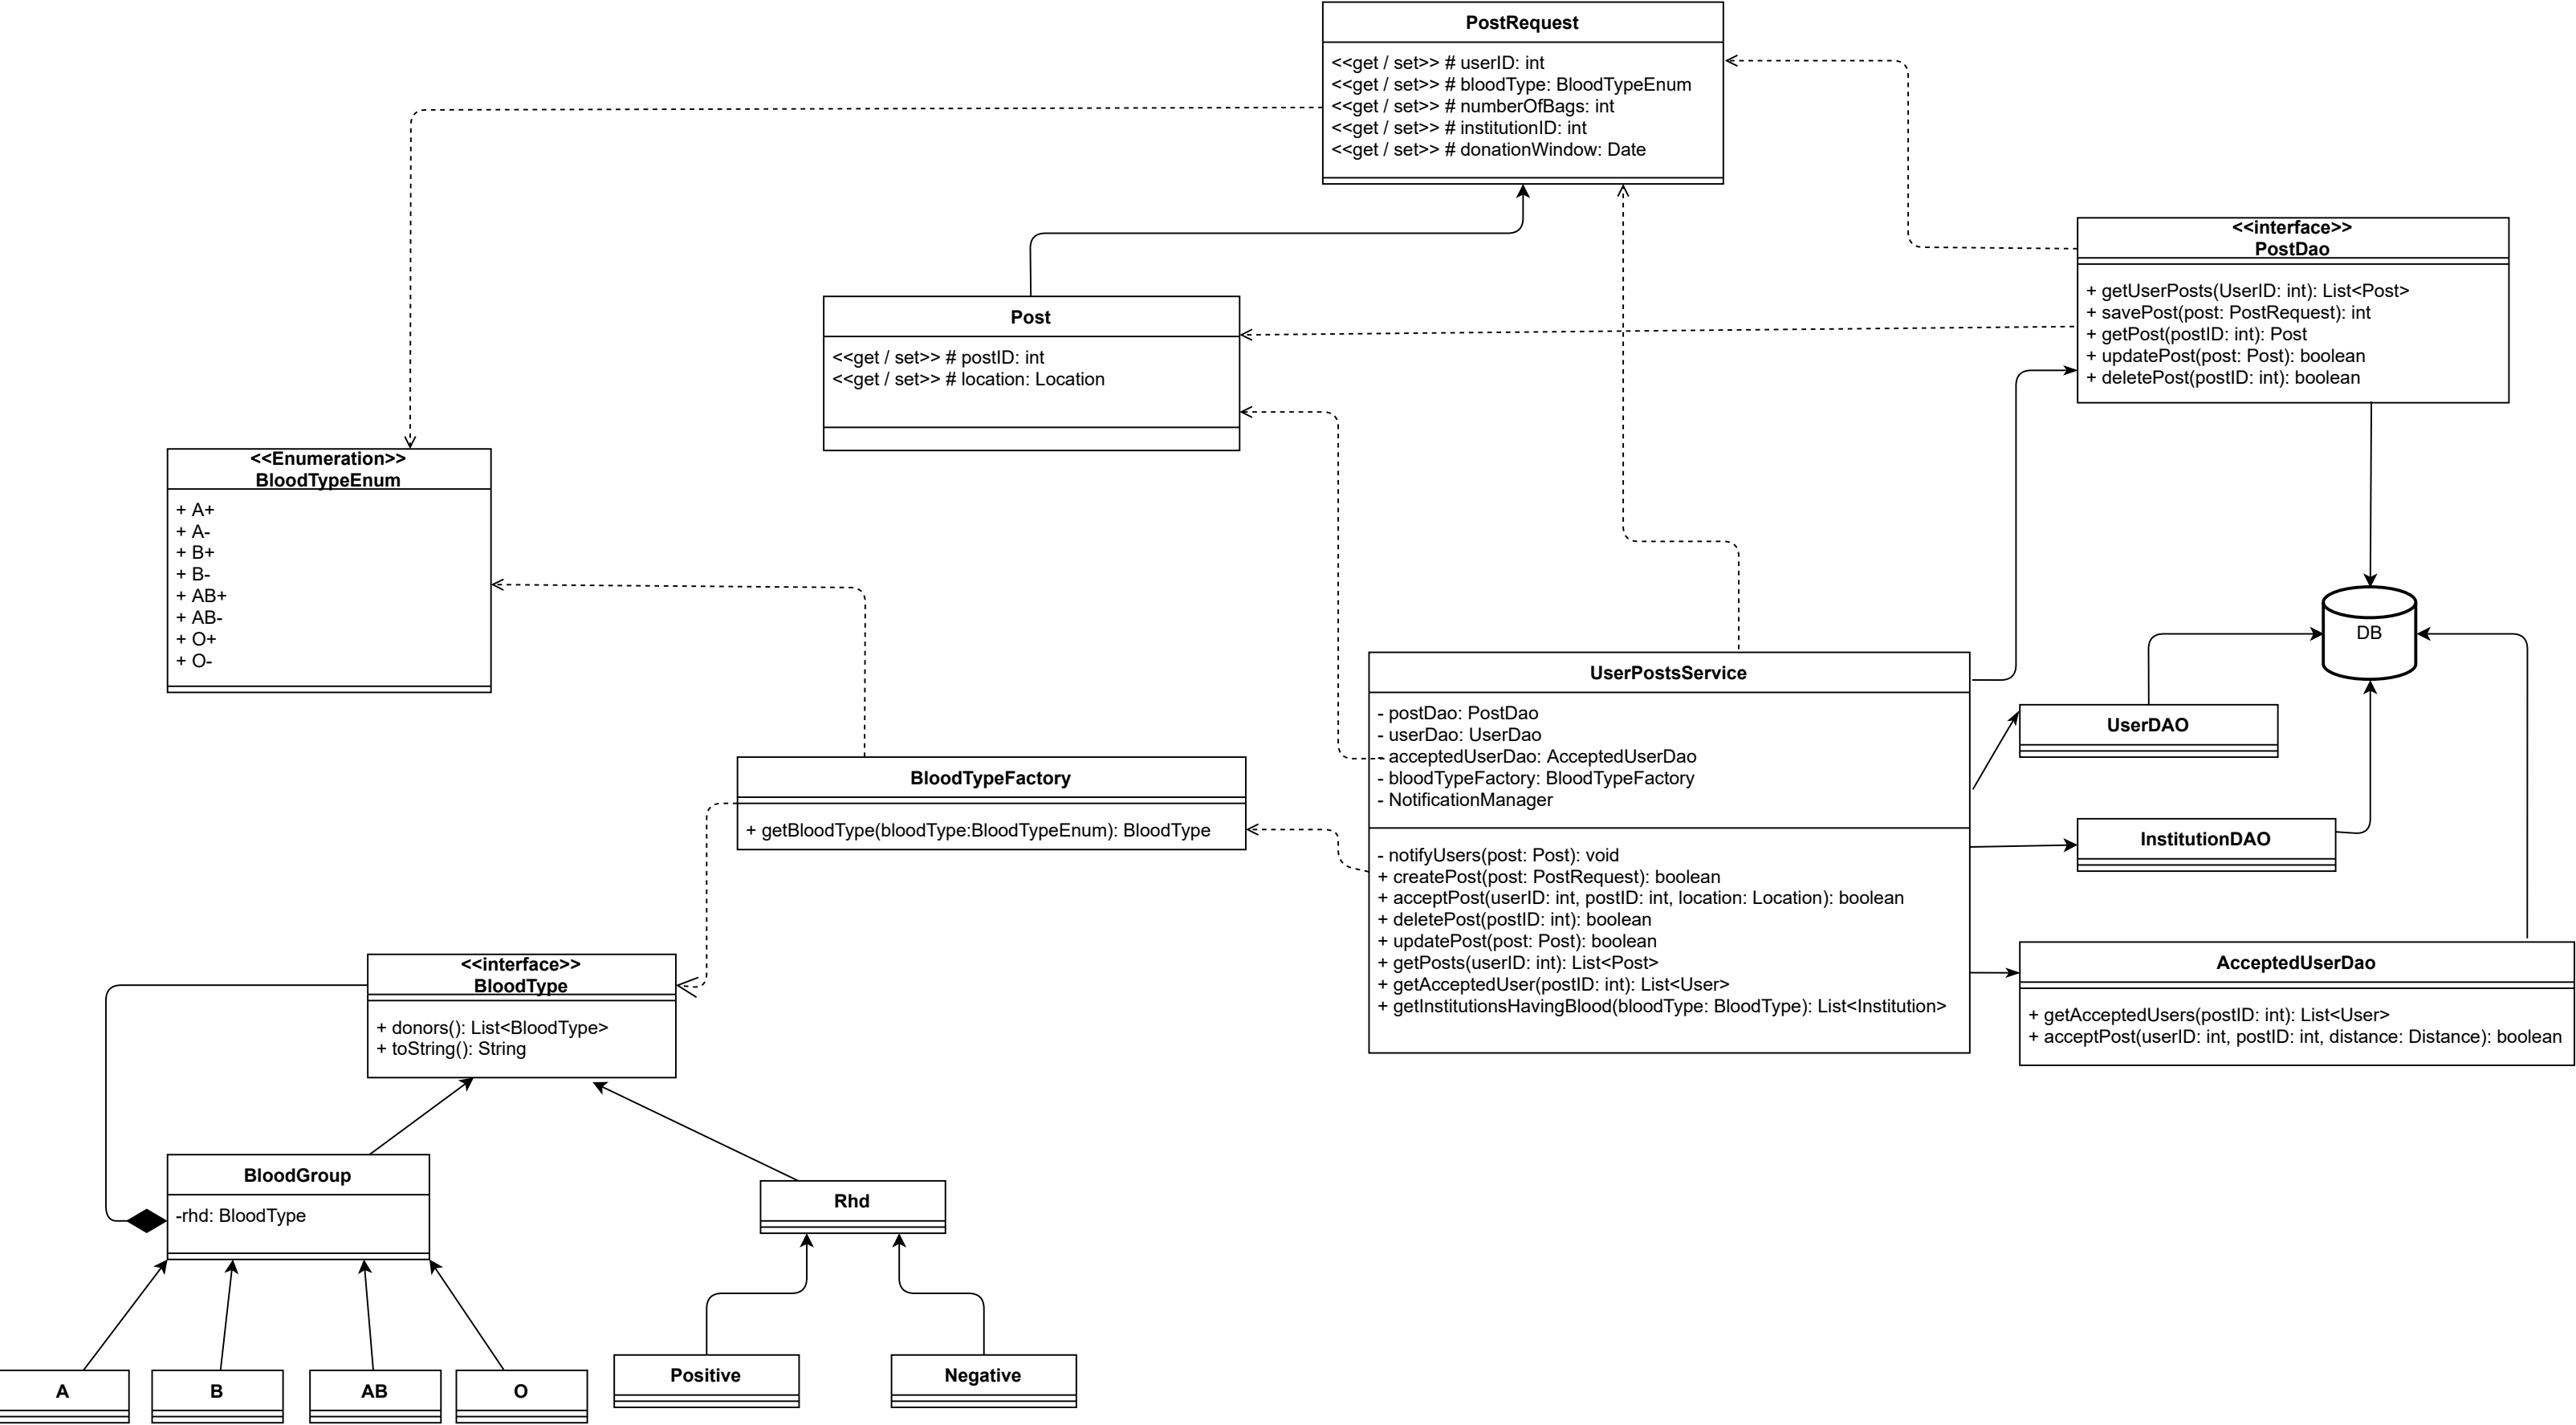 PostRequest
<<get / set>> # userID: int
<<get / set>> # bloodType: BloodTypeEnum
<<get / set>> # numberOfBags: int
<<get / set>> # institutionID: int
<<get / set>> # donationWindow: Date
<<interface>>
PostDao
+ getUserPosts(UserID: int): List<Post>
+ savePost(post: PostRequest): int
+ getPost(postID: int): Post
+ updatePost(post: Post): boolean
+ deletePost(postID: int): boolean
Post
<<get / set>> # postID: int
<<get / set>> # location: Location
<<Enumeration>>
BloodTypeEnum
+ A+
+ A-
+ B+
+ B-
+ AB+
+ AB-
+ O+
+ O-
DB
UserPostsService
- postDao: PostDao
- userDao: UserDao
- acceptedUserDao: AcceptedUserDao
- bloodTypeFactory: BloodTypeFactory
- NotificationManager
- notifyUsers(post: Post): void
+ createPost(post: PostRequest): boolean
+ acceptPost(userID: int, postID: int, location: Location): boolean
+ deletePost(postID: int): boolean
+ updatePost(post: Post): boolean
+ getPosts(userID: int): List<Post>
+ getAcceptedUser(postID: int): List<User>
+ getInstitutionsHavingBlood(bloodType: BloodType): List<Institution>
UserDAO
InstitutionDAO
AcceptedUserDao
+ getAcceptedUsers(postID: int): List<User>
+ acceptPost(userID: int, postID: int, distance: Distance): boolean
BloodTypeFactory
+ getBloodType(bloodType:BloodTypeEnum): BloodType
<<interface>>
BloodType
+ donors(): List<BloodType>
+ toString(): String
BloodGroup
-rhd: BloodType
Rhd
A
B
AB
O
Positive
Negative